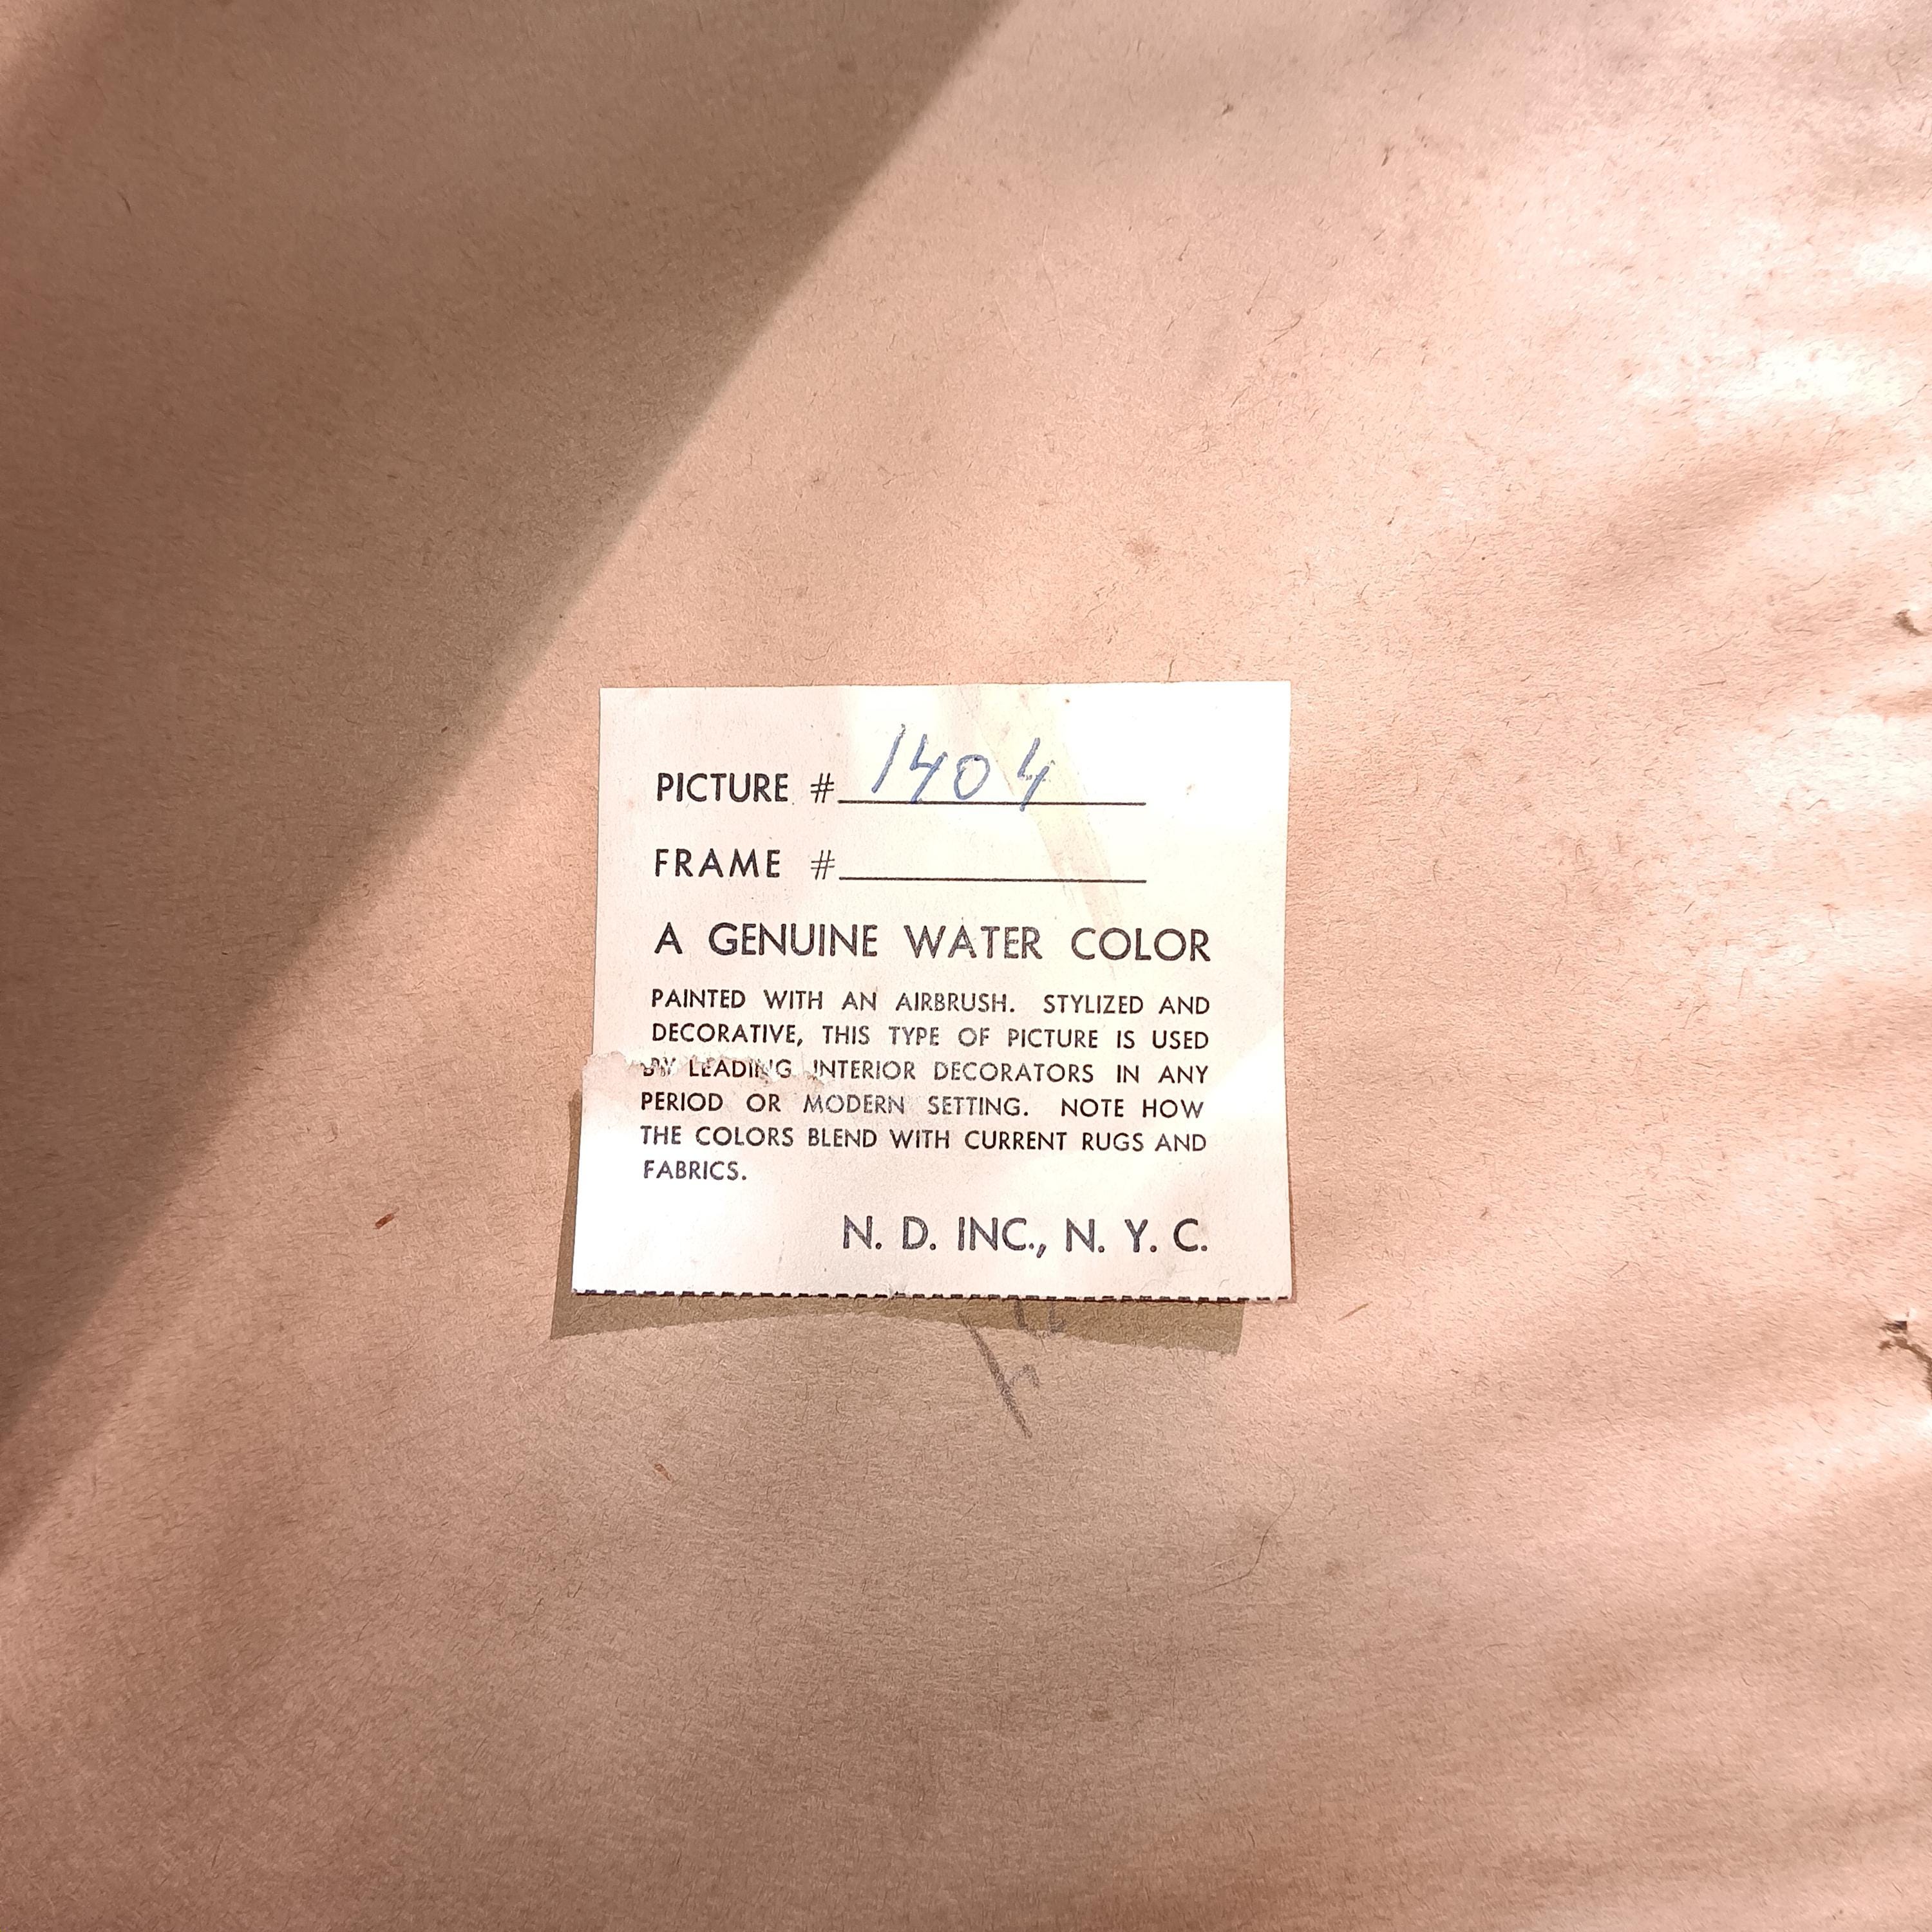 PICTURE # 1404
FRAME #
A GENUINE WATER COLOR
PAINTED WITH AN AIRBRUSH. STYLIZED AND
DECORATIVE, THIS TYPE OF PICTURE IS USED
BY LEADING INTERIOR DECORATORS IN ANY
PERIOD OR MODERN SETTING. NOTE HOW
THE COLORS BLEND WITH CURRENT RUGS AND
FABRICS.
N. D. INC., N. Y. C.